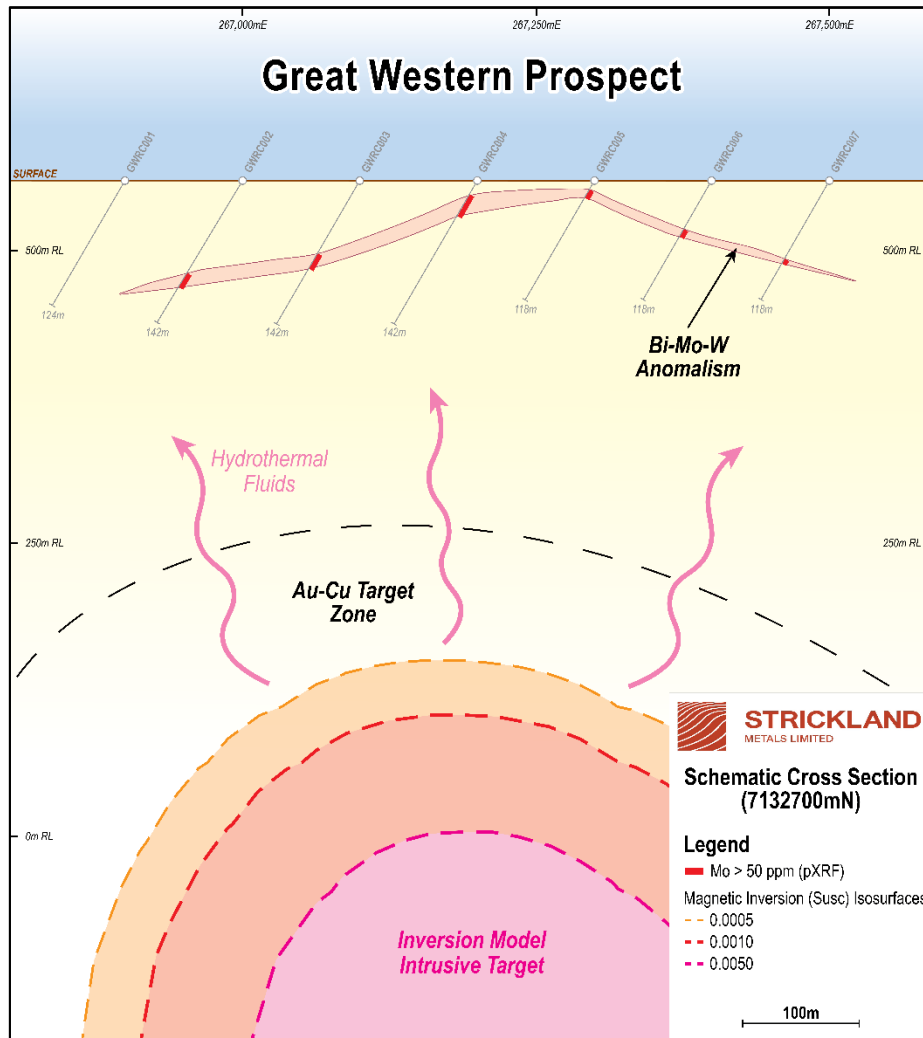 267,000mE
267,250mE
267,500mE
Great Western Prospect
GWRC001
GWRC002
GWRC003
GWRC004
GWRC005
GWRC006
GWRC007
SURFACE
500m RL
500m RL
124m
142m
142m
142m
118m
118m
118m
Bi-Mo-W
Anomalism
Hydrothermal
Fluids
250m RL
250m RL
Au-Cu Target
Zone
STRICKLAND
METALS LIMITED
Schematic Cross Section
(7132700mN)
0m RL
Legend
Mo > 50 ppm (pXRF)
Magnetic Inversion (Susc) Isosurfaces
0.0005
0.0010
0.0050
Inversion Model
Intrusive Target
100m